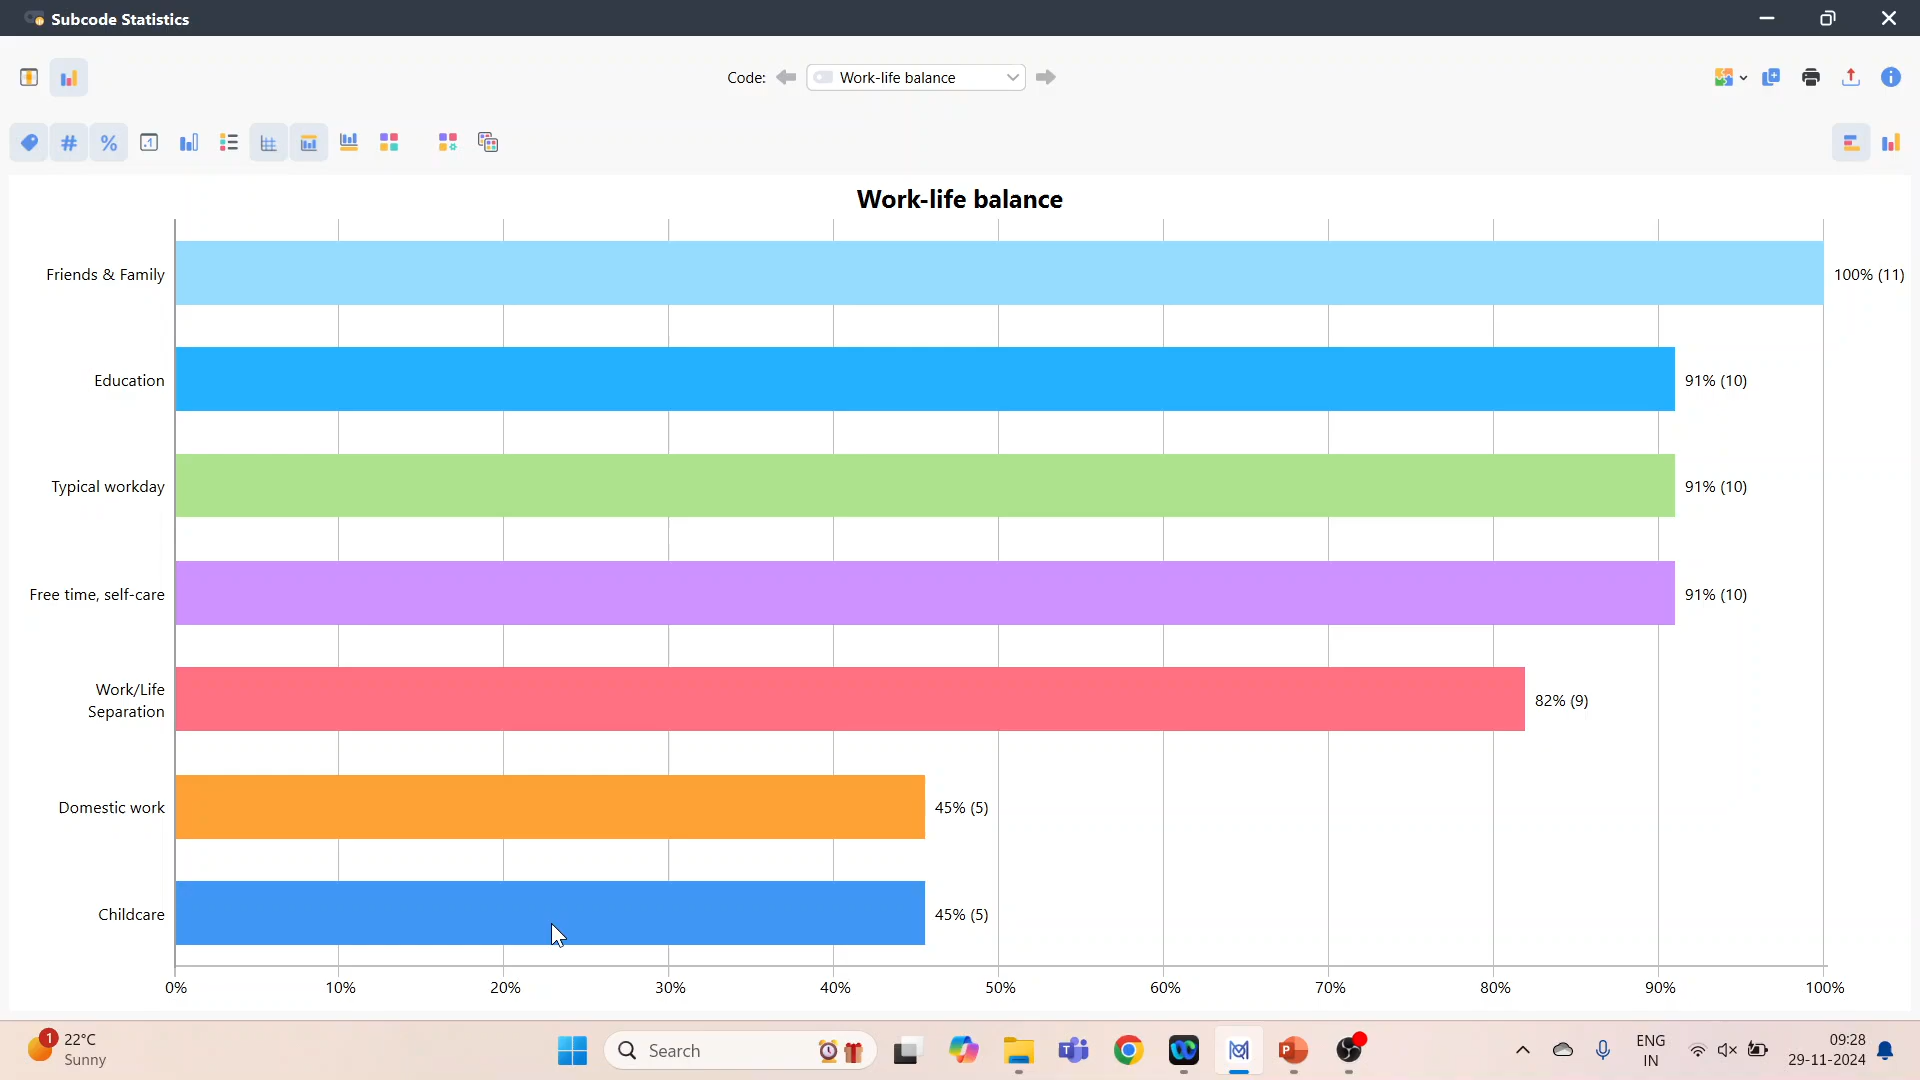 Subcode Statistics
Code:
Work-life balance
#
%
.1
Work-life balance
Friends & Family
100% (11)
Education
91% (10)
Typical workday
91% (10)
Free time, self-care
91% (10)
Work/Life
Separation
82% (9)
Domestic work
45% (5)
Childcare
45% (5)
0% 10% 20% 30% 40% 50% 60% 70% 80% 90% 100%
1
22°C
Sunny
Search
ENG
IN
09:28
29-11-2024